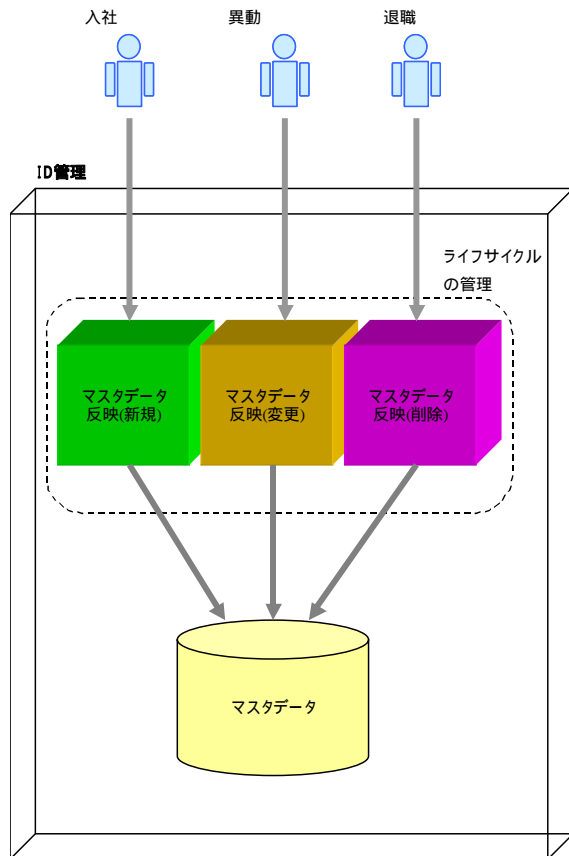 入社
異動
退職
ID管理
ライフサイクル
の管理
マスタデータ
反映(新規)
マスタデータ
反映(変更)
マスタデータ
反映(削除)
マスタデータ